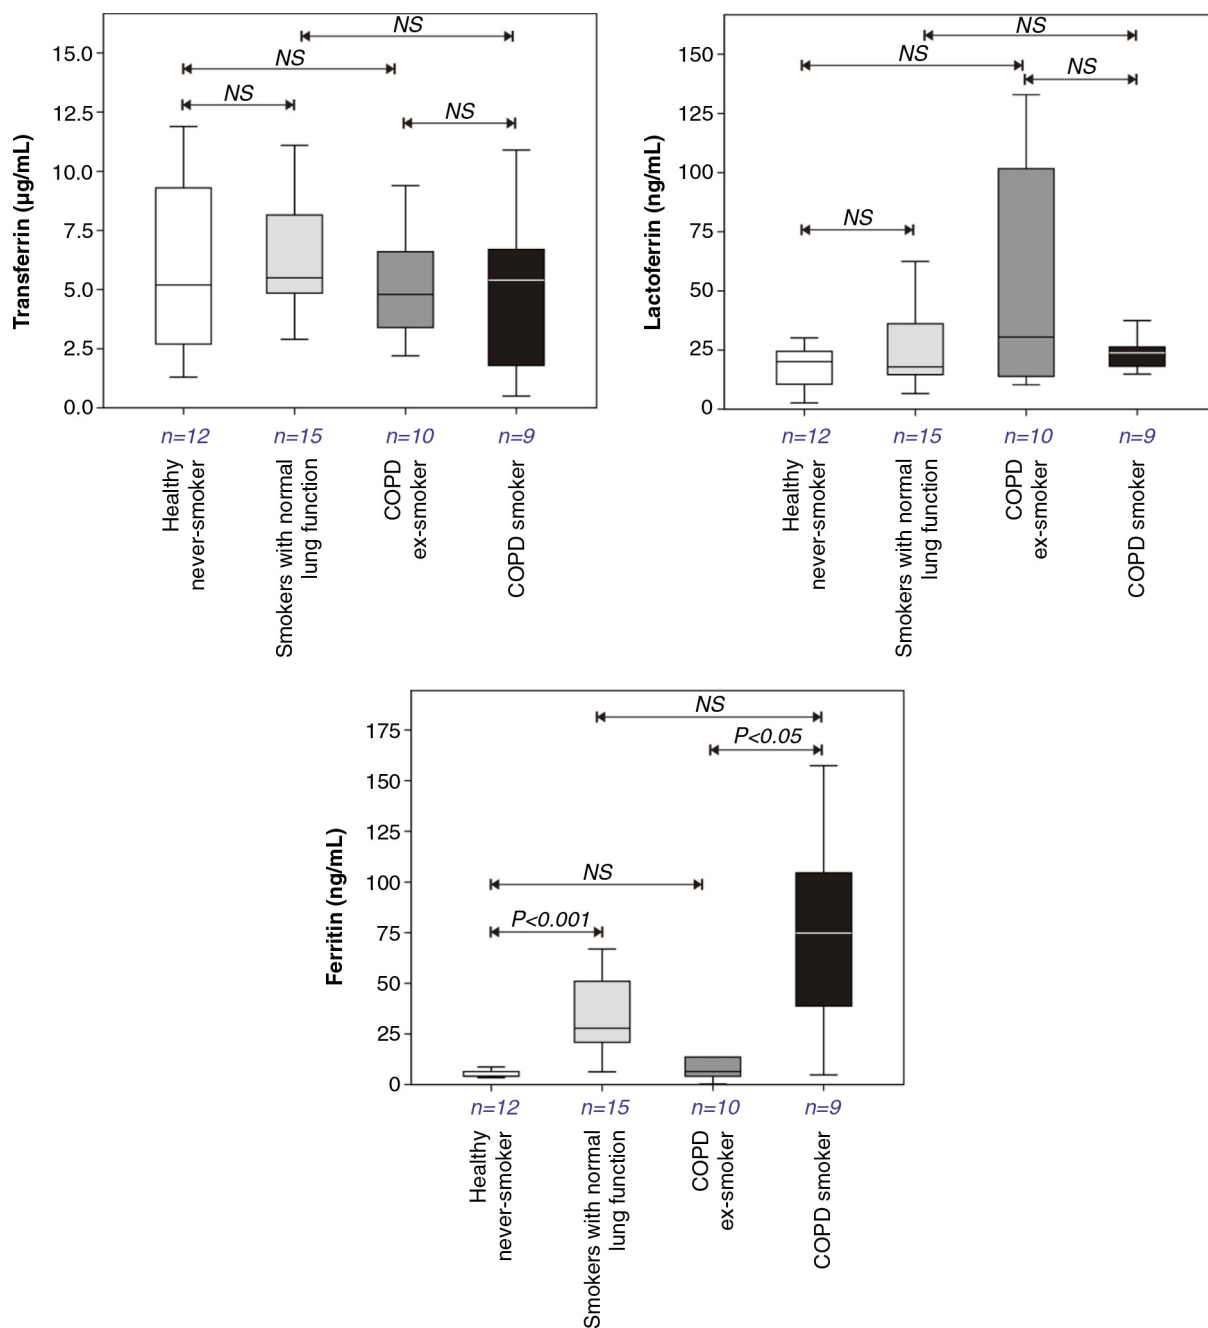 Transferrin (µg/mL)
15.0
12.5
10.0
7.5
5.0
2.5
0.0
NS
NS
NS
NS
n=12
n=15
n=10
n=9
Healthy
never-smoker
Smokers with normal
lung function
COPD
ex-smoker
COPD smoker
Lactoferrin (ng/mL)
150
125
100
75
50
25
0
NS
NS
NS
NS
n=12
n=15
n=10
n=9
Healthy
never-smoker
Smokers with normal
lung function
COPD
ex-smoker
COPD smoker
Ferritin (ng/mL)
175
150
125
100
75
50
25
0
NS
P<0.05
NS
P<0.001
n=12
n=15
n=10
n=9
Healthy
never-smoker
Smokers with normal
lung function
COPD
ex-smoker
COPD smoker